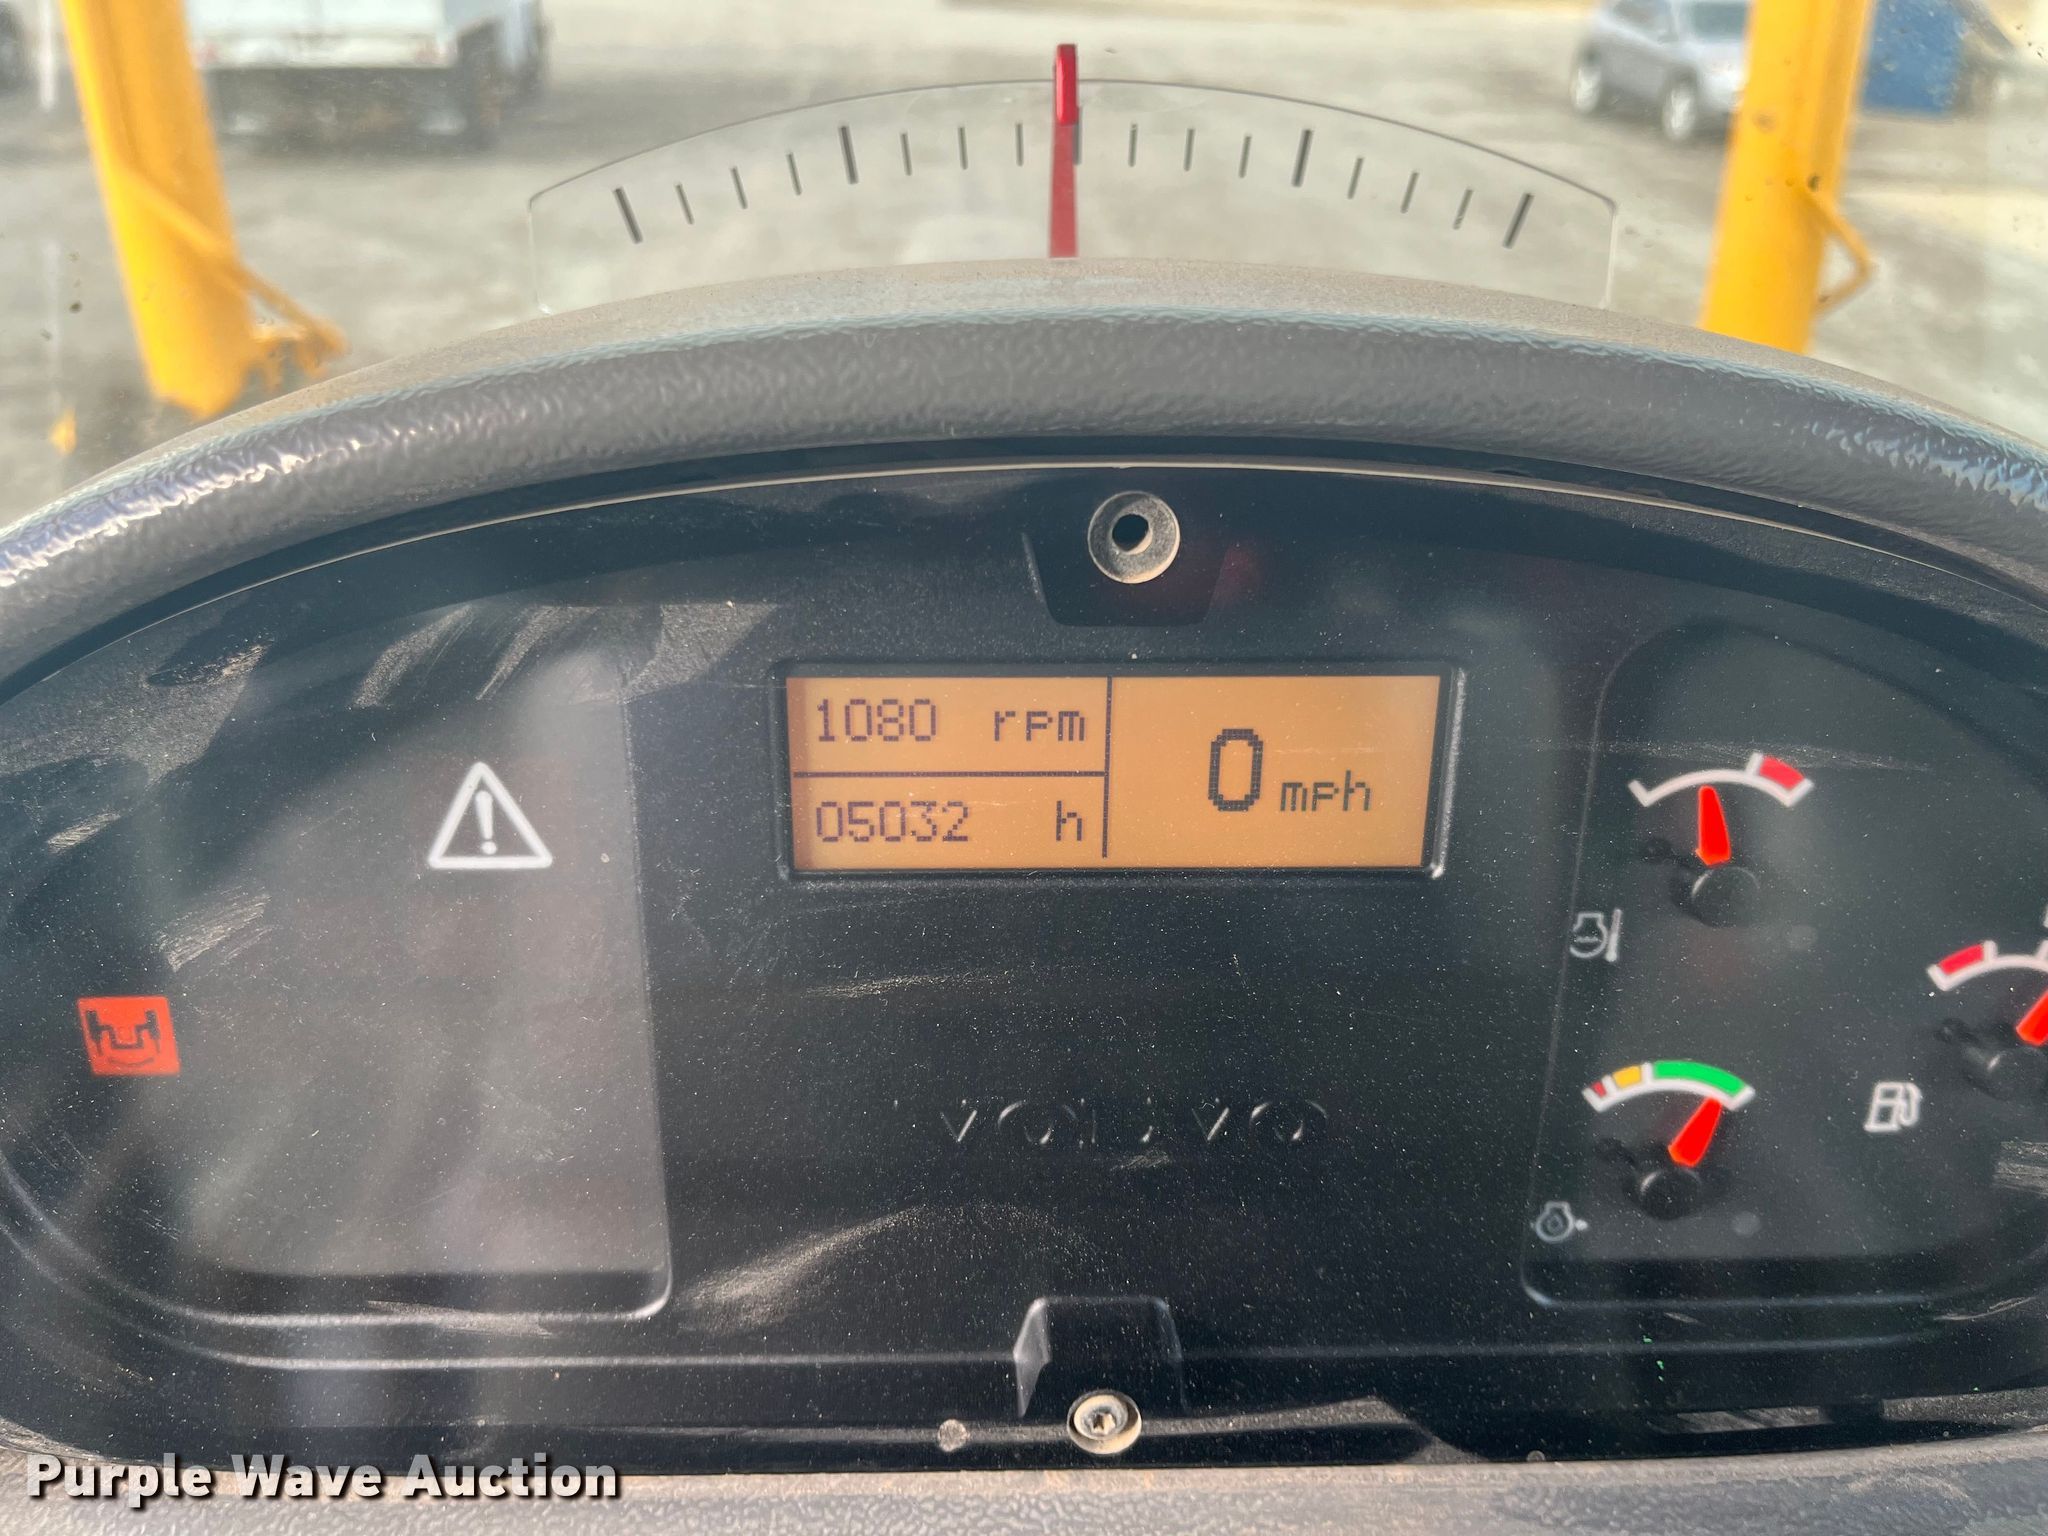 1080 rpm
05032 h
0 mph
VOLVO
Purple Wave Auction